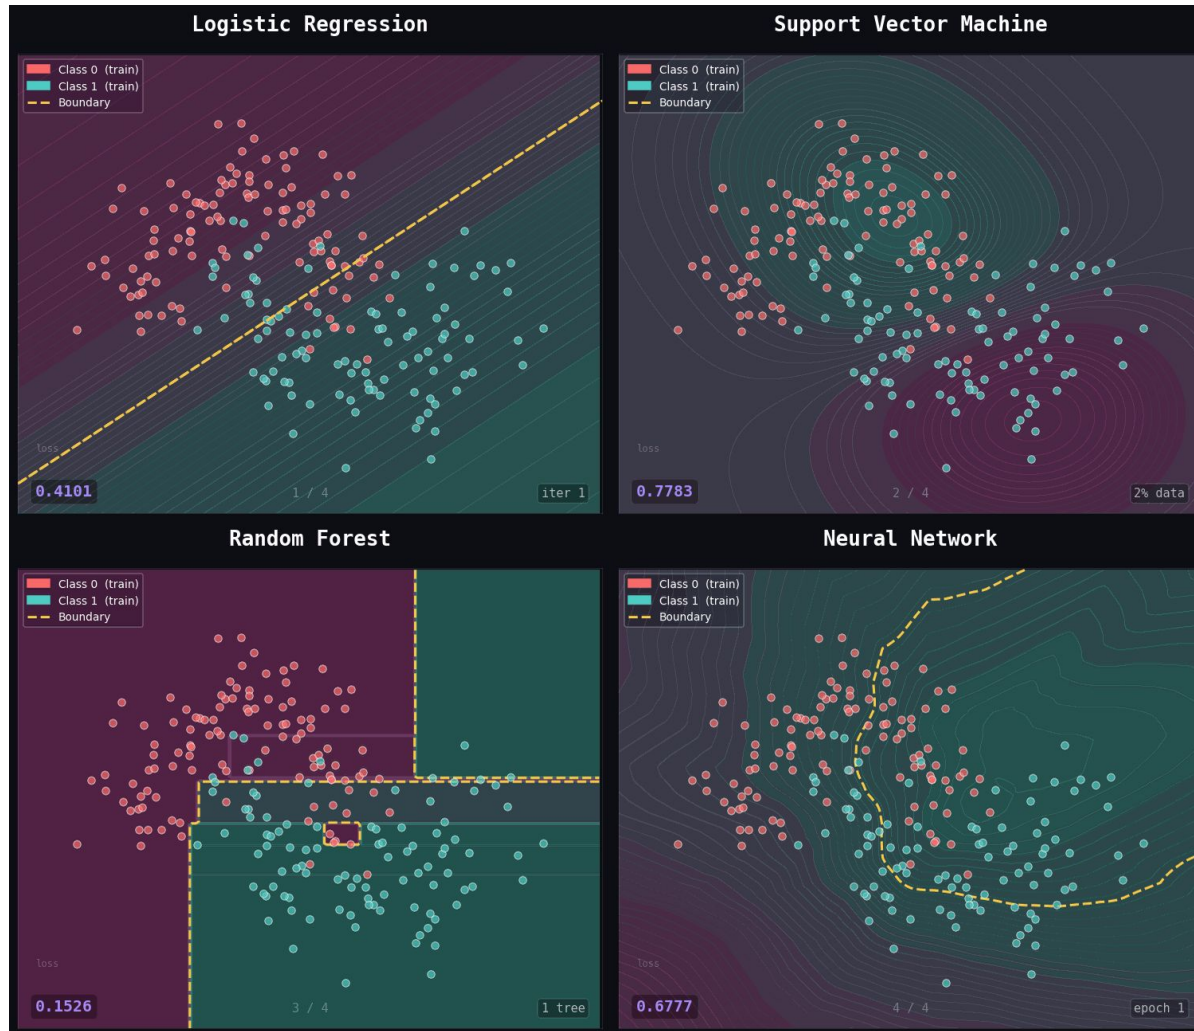 Logistic Regression
Class 0 (train)
Class 1 (train)
Boundary
loss
0.4101
1 / 4
iter 1
Support Vector Machine
Class 0 (train)
Class 1 (train)
Boundary
loss
0.7783
2 / 4
2% data
Random Forest
Class 0 (train)
Class 1 (train)
Boundary
loss
0.1526
3 / 4
1 tree
Neural Network
Class 0 (train)
Class 1 (train)
Boundary
loss
0.6777
4 / 4
epoch 1